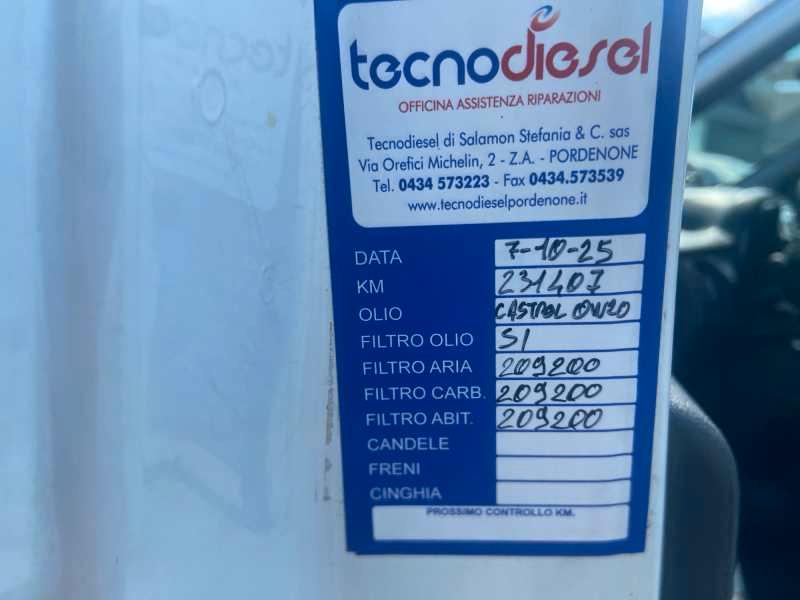 tecnodiesel
OFFICINA ASSISTENZA RIPARAZIONI
Tecnodiesel di Salamon Stefania & C. sas
Via Orefici Michelin, 2 - Z.A. - PORDENONE
Tel. 0434 573223 - Fax 0434.573539
www.tecnodieselpordenone.it
DATA 7-10-25
KM 231407
OLIO CASTROL 0W20
FILTRO OLIO SI
FILTRO ARIA 209200
FILTRO CARB. 209200
FILTRO ABIT. 209200
CANDELE
FRENI
CINGHIA
PROSSIMO CONTROLLO KM.